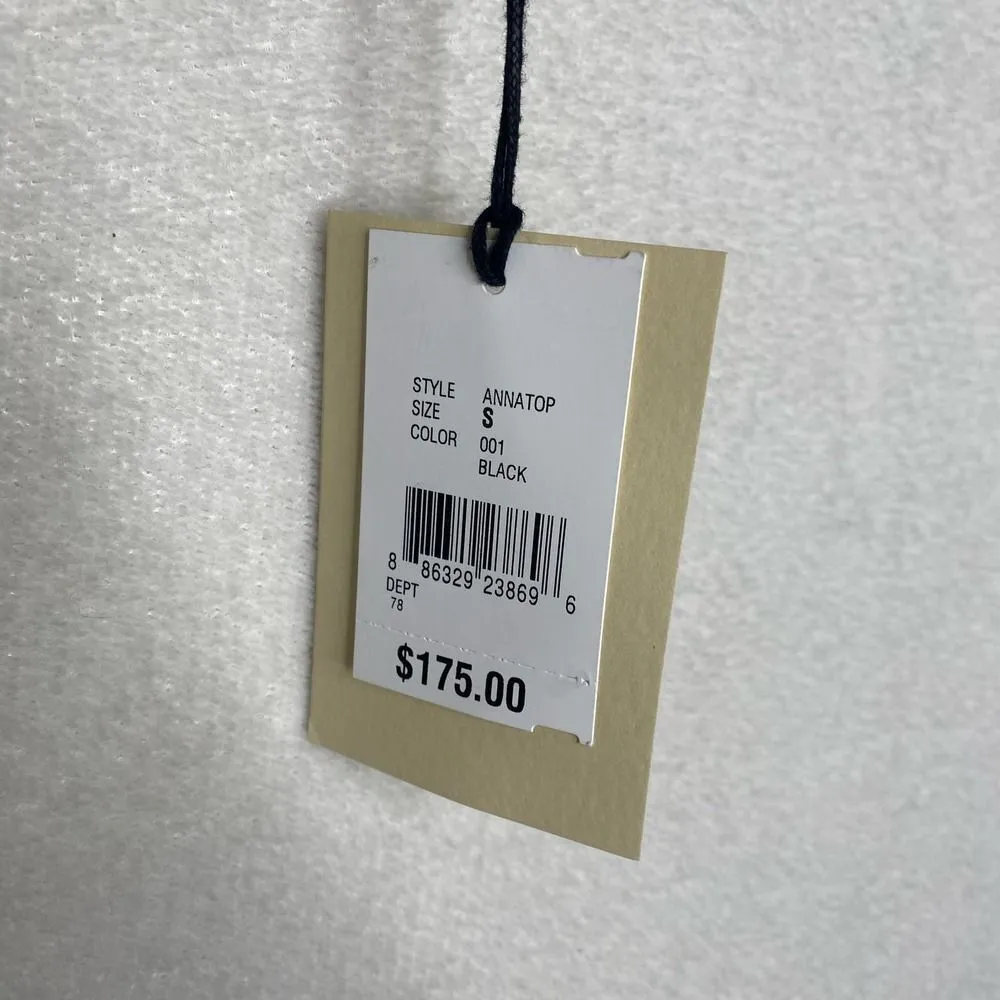 STYLE ANNATOP
SIZE S
COLOR 001
BLACK
8 86329 23869 6
DEPT
78
$175.00